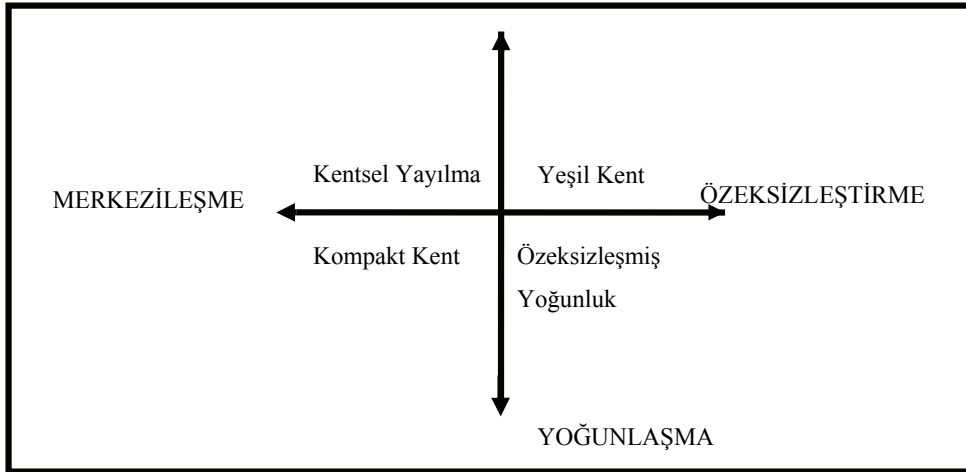 Kentsel Yayılma
Yeşil Kent
MERKEZİLEŞME
ÖZEKSİZLEŞTİRME
Kompakt Kent
Özeksizleşmiş
Yoğunluk
YOĞUNLAŞMA